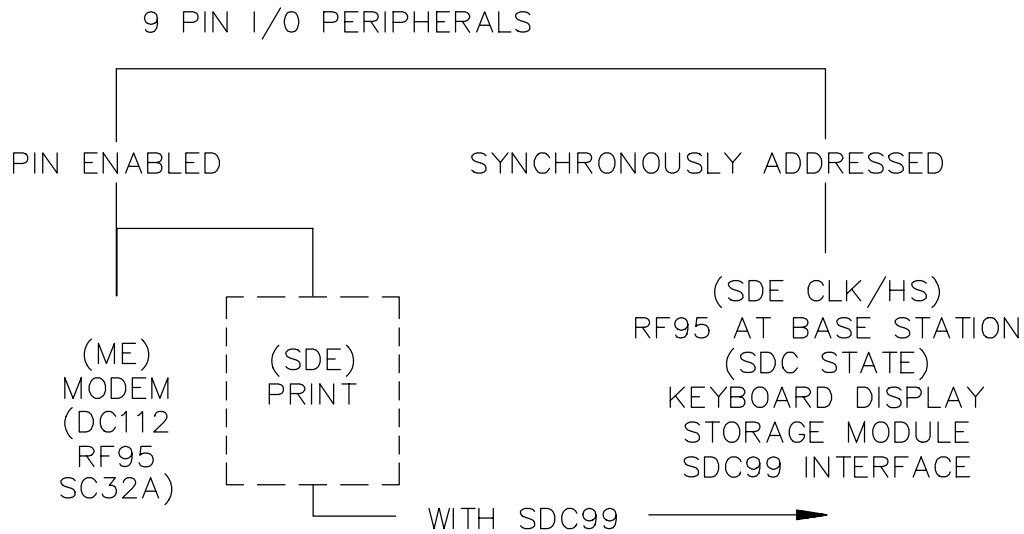 9 PIN I/O PERIPHERALS
PIN ENABLED
SYNCHRONOUSLY ADDRESSED
(ME)
MODEM
(DC112
RF95
SC32A)
(SDE)
PRINT
(SDE CLK/HS)
RF95 AT BASE STATION
(SDC STATE)
KEYBOARD DISPLAY
STORAGE MODULE
SDC99 INTERFACE
WITH SDC99